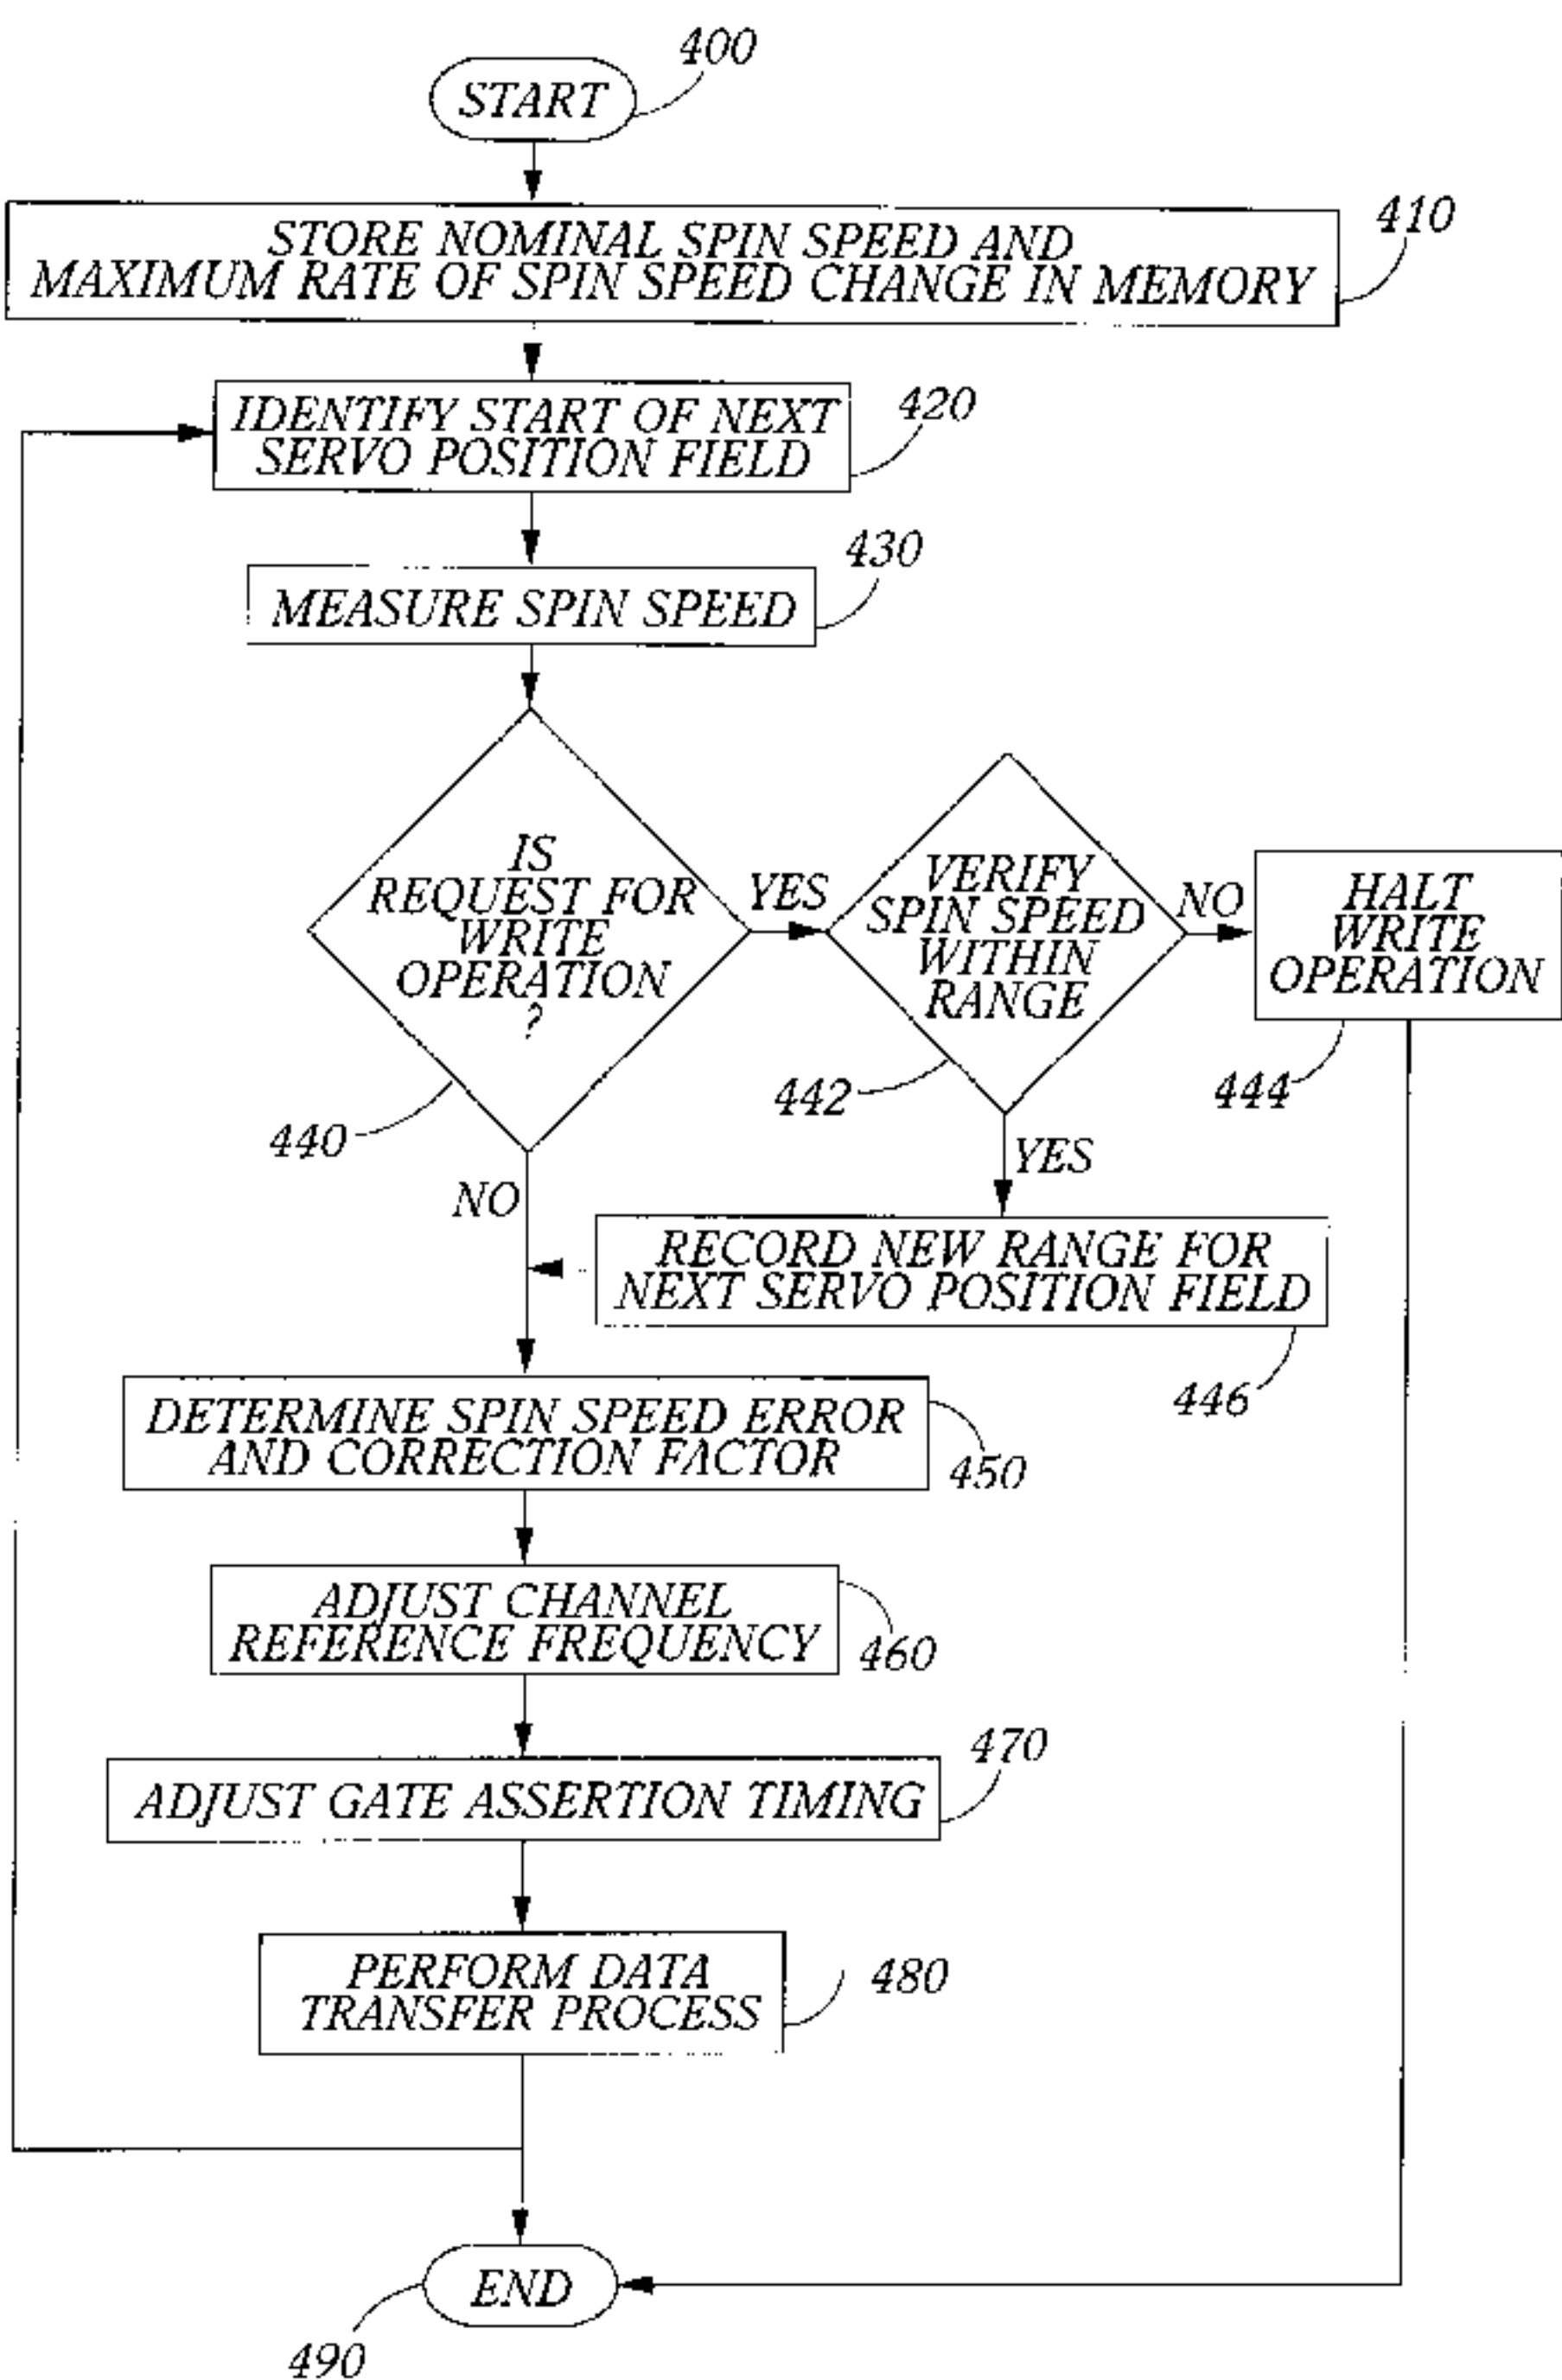 400
START
410
STORE NOMINAL SPIN SPEED AND
MAXIMUM RATE OF SPIN SPEED CHANGE IN MEMORY
420
IDENTIFY START OF NEXT
SERVO POSITION FIELD
430
MEASURE SPIN SPEED
IS
REQUEST FOR
WRITE
OPERATION
?
440
YES
VERIFY
SPIN SPEED
WITHIN
RANGE
442
NO
HALT
WRITE
OPERATION
444
NO
YES
RECORD NEW RANGE FOR
NEXT SERVO POSITION FIELD
446
DETERMINE SPIN SPEED ERROR
AND CORRECTION FACTOR
450
ADJUST CHANNEL
REFERENCE FREQUENCY
460
470
ADJUST GATE ASSERTION TIMING
PERFORM DATA
TRANSFER PROCESS
480
END
490